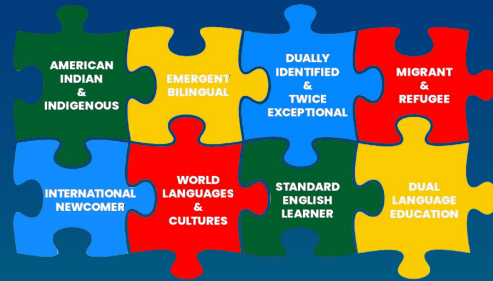 AMERICAN
INDIAN
&
INDIGENOUS
EMERGENT
BILINGUAL
DUALLY
IDENTIFIED
&
TWICE
EXCEPTIONAL
MIGRANT
&
REFUGEE
INTERNATIONAL
NEWCOMER
WORLD
LANGUAGES
&
CULTURES
STANDARD
ENGLISH
LEARNER
DUAL
LANGUAGE
EDUCATION